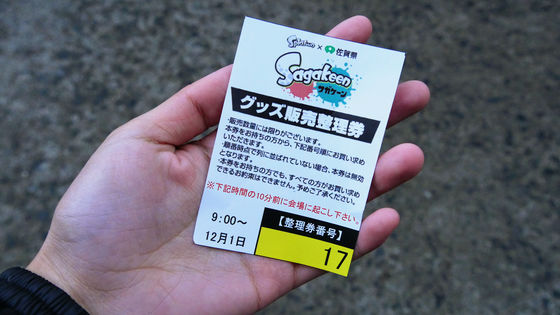 Splatoon × 佐賀県
Sagakeen
サガケーン
グッズ販売整理券
・販売数量には限りがございます。
本券をお持ちの方から、下記番号順にお買い求め
いただきます。
・順番時点で列に並ばれていない場合、本券は無効
となります。
・本券をお持ちの方でも、すべての方がお買い求め
できるお約束はできません。予めご了承ください。
※下記時間の10分前に会場に起こし下さい。
9:00～
12月1日
【整理券番号】
17